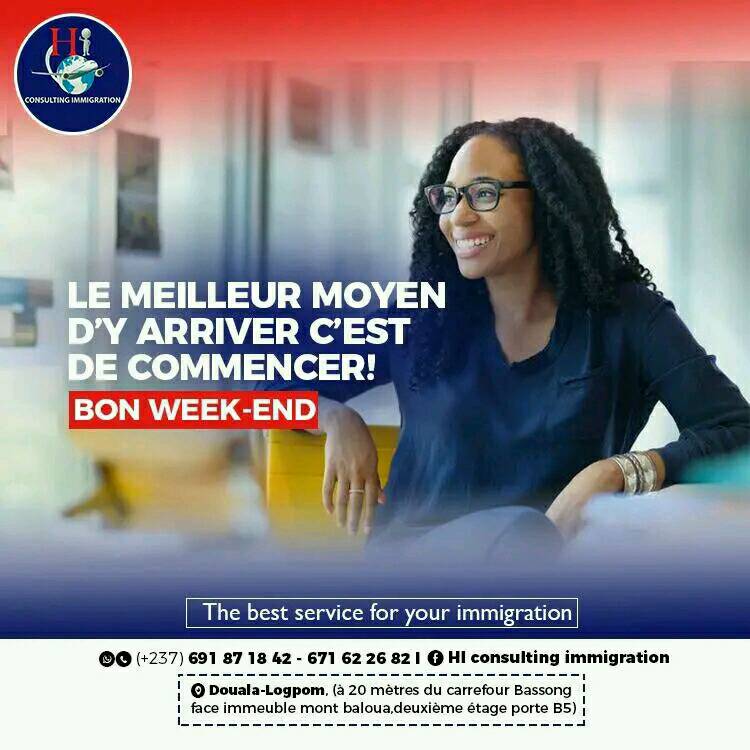 HI
CONSULTING IMMIGRATION
LE MEILLEUR MOYEN
D'Y ARRIVER C'EST
DE COMMENCER!
BON WEEK-END
The best service for your immigration
(+237) 691 87 18 42 - 671 62 26 82 I HI consulting immigration
Douala-Logpom, (à 20 mètres du carrefour Bassong
face immeuble mont baloua,deuxième étage porte B5)